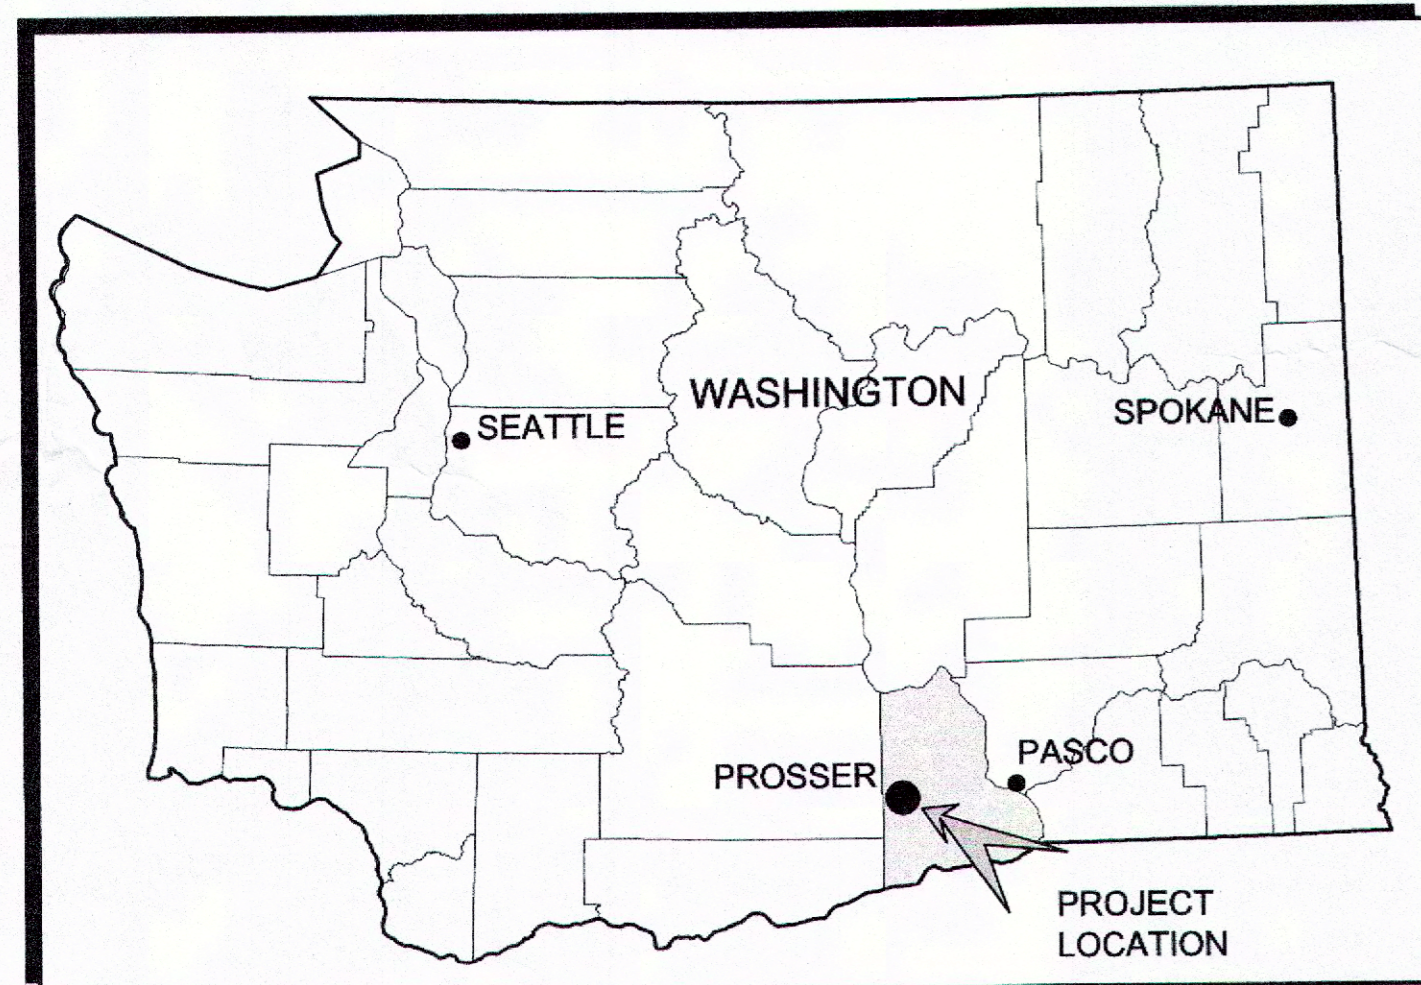 WASHINGTON
SEATTLE
SPOKANE
PASCO
PROSSER
PROJECT
LOCATION